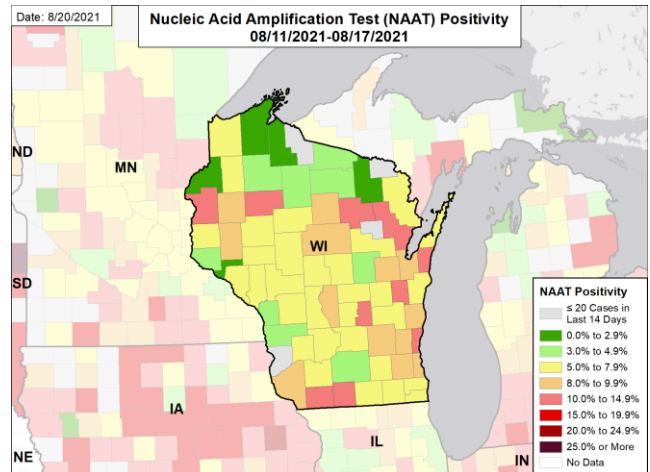 Date: 8/20/2021
Nucleic Acid Amplification Test (NAAT) Positivity
08/11/2021-08/17/2021
ND
MN
WI
SD
IA
NE
IL
IN
NAAT Positivity
≤ 20 Cases in
Last 14 Days
0.0% to 2.9%
3.0% to 4.9%
5.0% to 7.9%
8.0% to 9.9%
10.0% to 14.9%
15.0% to 19.9%
20.0% to 24.9%
25.0% or More
No Data